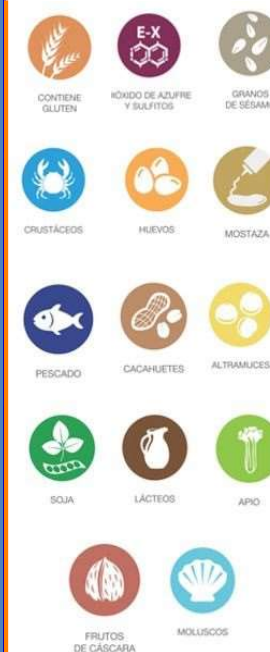 E-X
CONTIENE
GLUTEN
IÓXIDO DE AZUFRE
Y SULFITOS
GRANOS
DE SÉSAM
CRUSTÁCEOS
HUEVOS
MOSTAZA
PESCADO
CACAHUETES
ALTRAMUCES
SOJA
LÁCTEOS
APIO
FRUTOS
DE CÁSCARA
MOLUSCOS